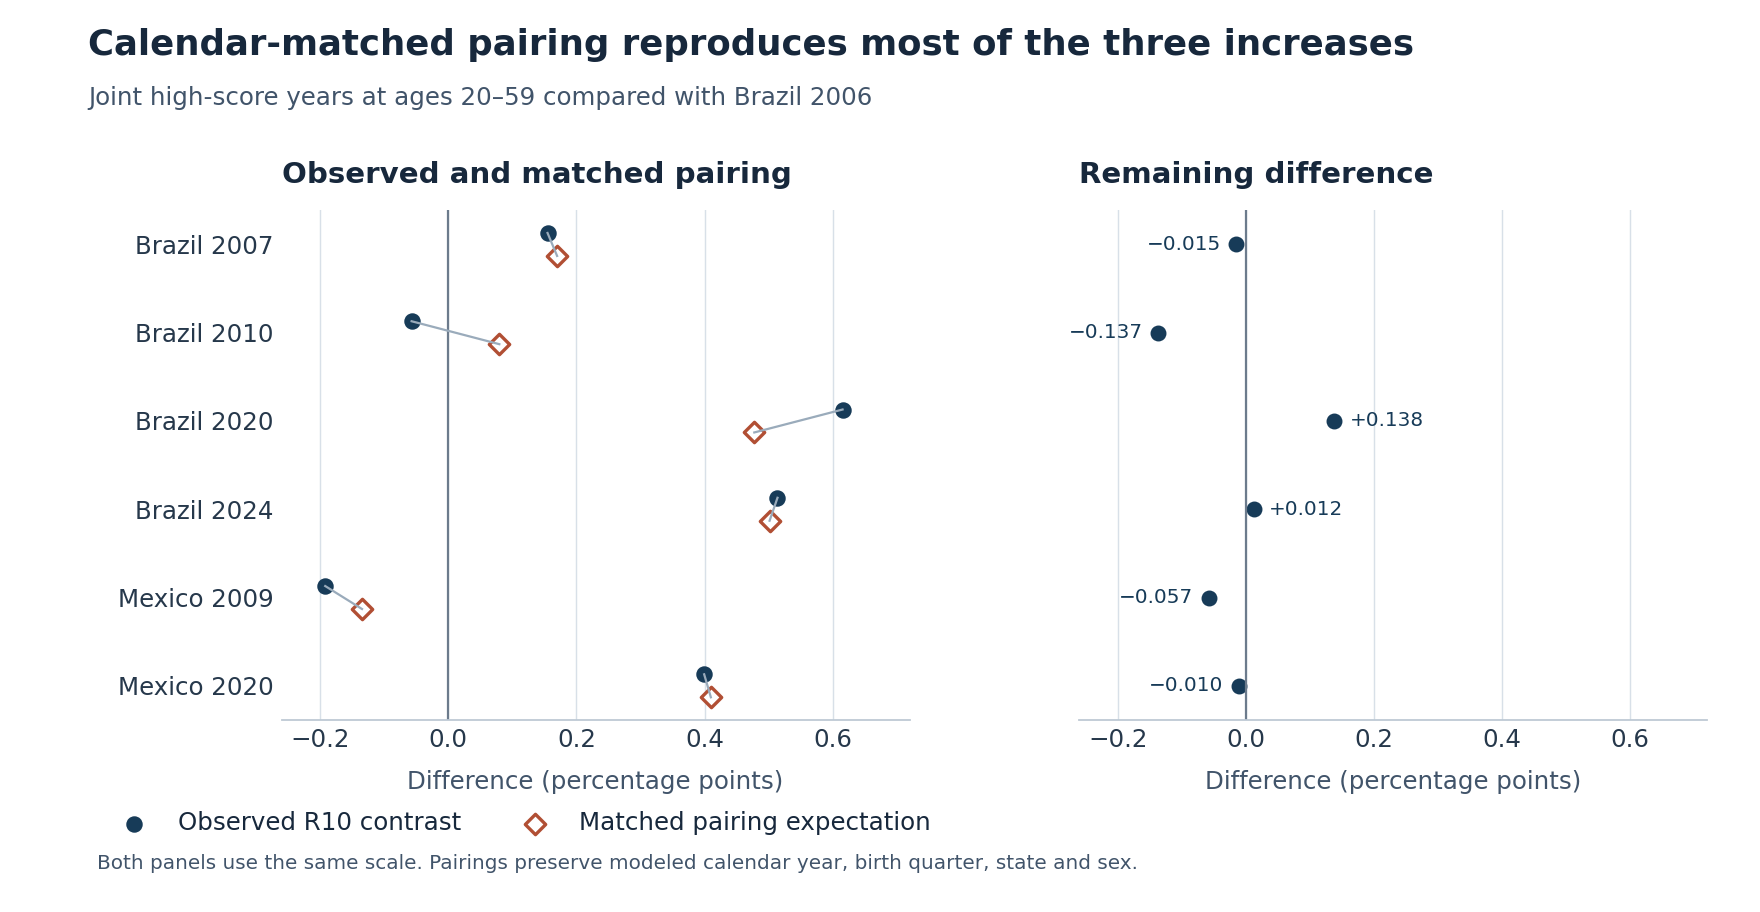 Calendar-matched pairing reproduces most of the three increases
Joint high-score years at ages 20–59 compared with Brazil 2006
Observed and matched pairing
Brazil 2007
Brazil 2010
Brazil 2020
Brazil 2024
Mexico 2009
Mexico 2020
−0.2 0.0 0.2 0.4 0.6
Difference (percentage points)
Remaining difference
−0.015
−0.137
+0.138
+0.012
−0.057
−0.010
−0.2 0.0 0.2 0.4 0.6
Difference (percentage points)
Observed R10 contrast Matched pairing expectation
Both panels use the same scale. Pairings preserve modeled calendar year, birth quarter, state and sex.